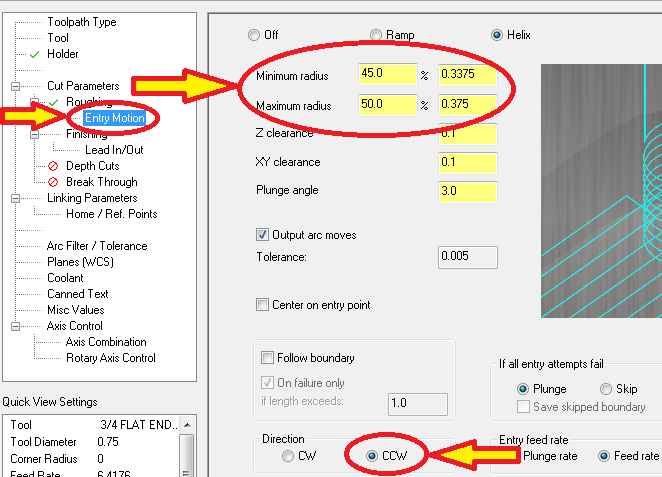 Toolpath Type
Tool
Holder
Cut Parameters
Roughing
Entry Motion
Finishing
Lead In/Out
Depth Cuts
Break Through
Linking Parameters
Home / Ref. Points
Arc Filter / Tolerance
Planes (WCS)
Coolant
Canned Text
Misc Values
Axis Control
Axis Combination
Rotary Axis Control
Quick View Settings
Tool 3/4 FLAT END...
Tool Diameter 0.75
Corner Radius 0
Feed Rate 6.4176
Off Ramp Helix
Minimum radius 45.0 % 0.3375
Maximum radius 50.0 % 0.375
Z clearance 0.1
XY clearance 0.1
Plunge angle 3.0
Output arc moves
Tolerance: 0.005
Center on entry point
Follow boundary
On failure only
if length exceeds: 1.0
If all entry attempts fail
Plunge Skip
Save skipped boundary
Direction
CW CCW
Entry feed rate
Plunge rate Feed rate